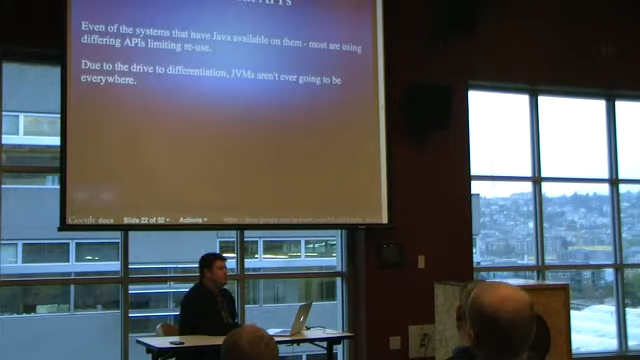 Even of the systems that have Java available on them - most are using
differing APIs limiting re-use.
Due to the drive to differentiation, JVMs aren't ever going to be
everywhere.
Google docs Slide 22 of 32 Actions